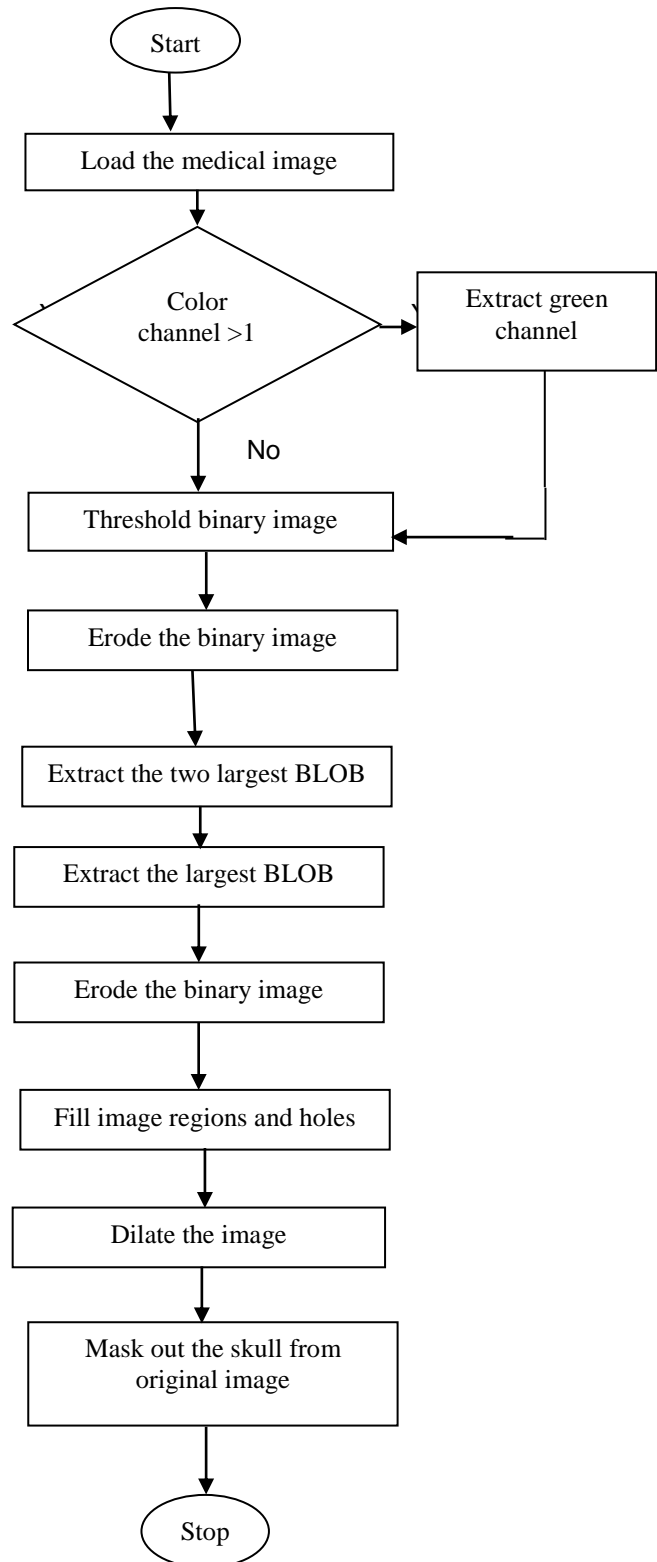 Start
Load the medical image
Color
channel >1
Extract green
channel
No
Threshold binary image
Erode the binary image
Extract the two largest BLOB
Extract the largest BLOB
Erode the binary image
Fill image regions and holes
Dilate the image
Mask out the skull from
original image
Stop